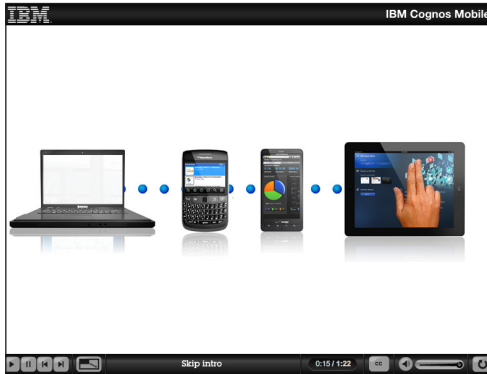 IBM
IBM Cognos Mobile
Skip intro
0:15 / 1:22
CC